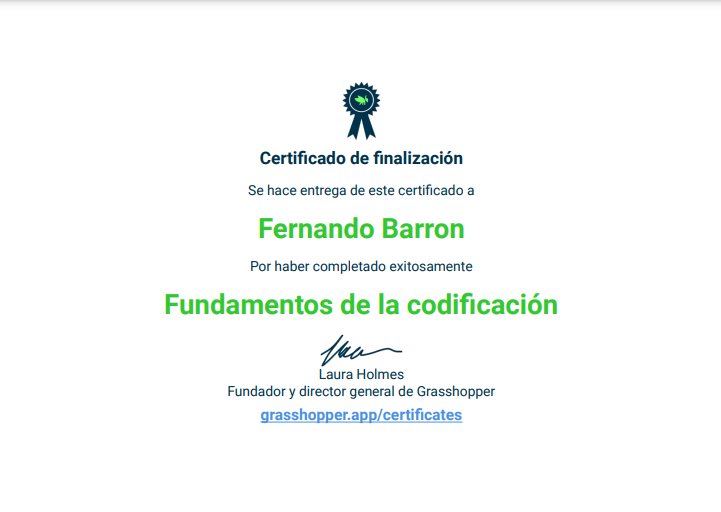 Certificado de finalización
Se hace entrega de este certificado a
Fernando Barron
Por haber completado exitosamente
Fundamentos de la codificación
Laura Holmes
Fundador y director general de Grasshopper
grasshopper.app/certificates